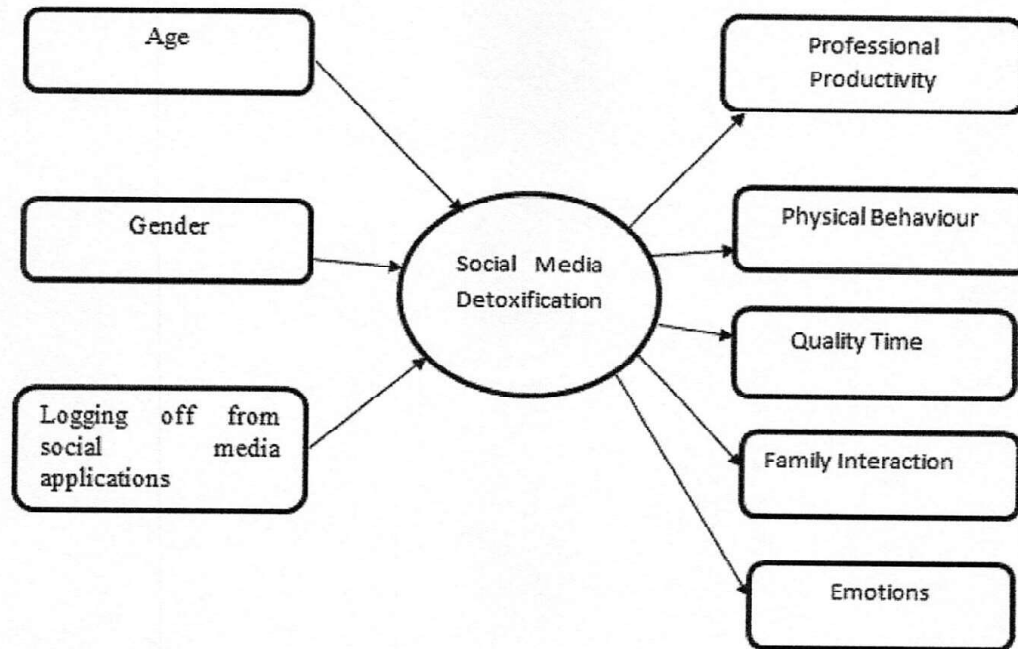 Age
Gender
Logging off from
social media
applications
Social Media
Detoxification
Professional
Productivity
Physical Behaviour
Quality Time
Family Interaction
Emotions